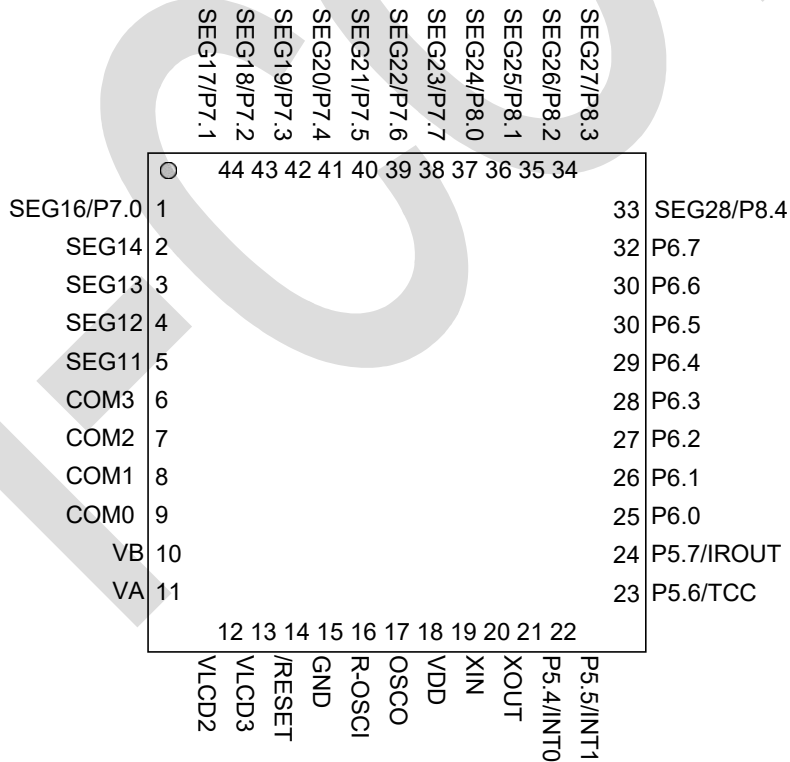 SEG17/P7.1
SEG18/P7.2
SEG19/P7.3
SEG20/P7.4
SEG21/P7.5
SEG22/P7.6
SEG23/P7.7
SEG24/P8.0
SEG25/P8.1
SEG26/P8.2
SEG27/P8.3
44 43 42 41 40 39 38 37 36 35 34
SEG16/P7.0 1
33 SEG28/P8.4
SEG14 2
32 P6.7
SEG13 3
30 P6.6
SEG12 4
30 P6.5
SEG11 5
29 P6.4
COM3 6
28 P6.3
COM2 7
27 P6.2
COM1 8
26 P6.1
COM0 9
25 P6.0
VB 10
24 P5.7/IROUT
VA 11
23 P5.6/TCC
12 13 14 15 16 17 18 19 20 21 22
VLCD2
VLCD3
/RESET
GND
R-OSCI
OSCO
VDD
XIN
XOUT
P5.4/INT0
P5.5/INT1